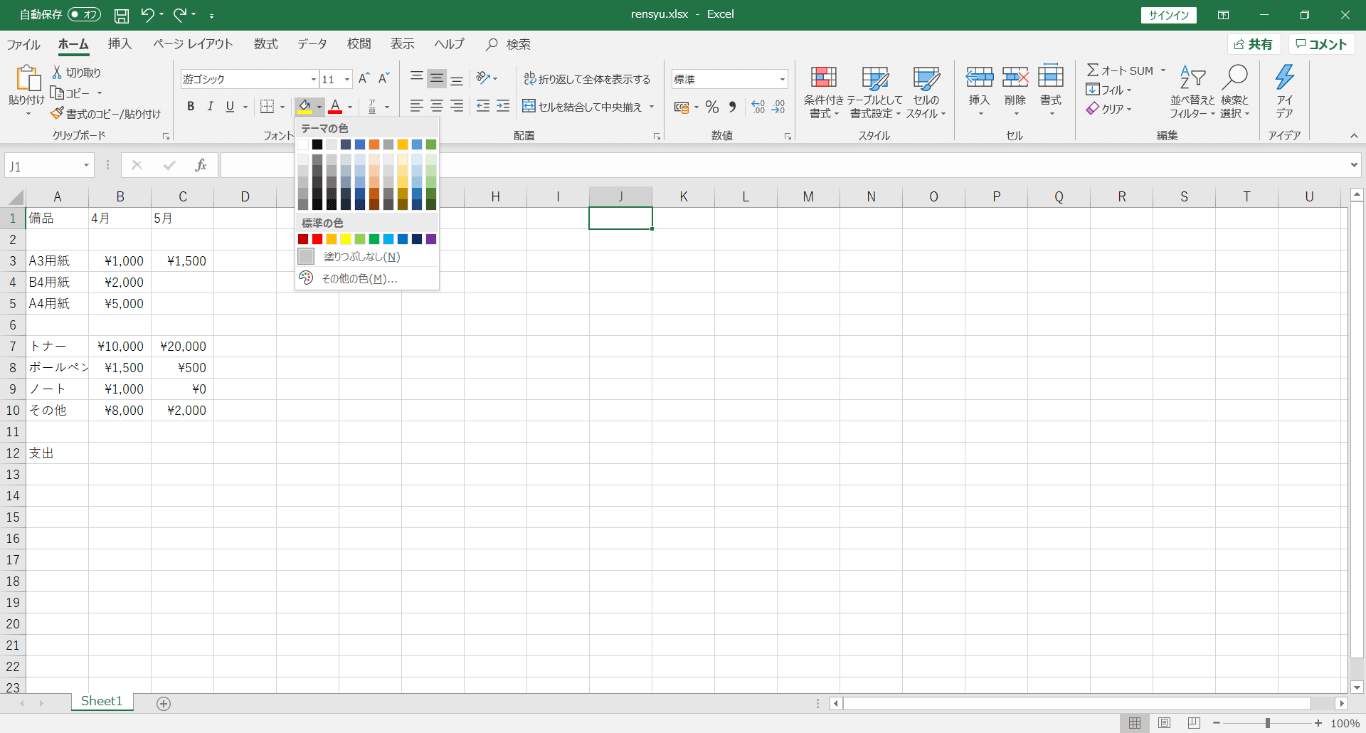 自動保存 オフ rensyu.xlsx - Excel サインイン
ファイル ホーム 挿入 ページ レイアウト 数式 データ 校閲 表示 ヘルプ 検索 共有 コメント
貼り付け 切り取り コピー 書式のコピー/貼り付け
クリップボード
游ゴシック 11 A A
B I U A
フォント
折り返して全体を表示する
セルを結合して中央揃え
配置
標準
% 9 .00 .00
数値
条件付き書式 テーブルとして書式設定 セルのスタイル
スタイル
挿入 削除 書式
セル
オート SUM フィル クリア
並べ替えとフィルター 検索と選択
編集
アイデア
アイデア
J1 fx
テーマの色
標準の色
塗りつぶしなし(N)
その他の色(M)...
A B C D H I J K L M N O P Q R S T U
1 備品 4月 5月
2
3 A3用紙 ¥1,000 ¥1,500
4 B4用紙 ¥2,000
5 A4用紙 ¥5,000
6
7 トナー ¥10,000 ¥20,000
8 ボールペン ¥1,500 ¥500
9 ノート ¥1,000 ¥0
10 その他 ¥8,000 ¥2,000
11
12 支出
13
14
15
16
17
18
19
20
21
22
23
Sheet1
100%